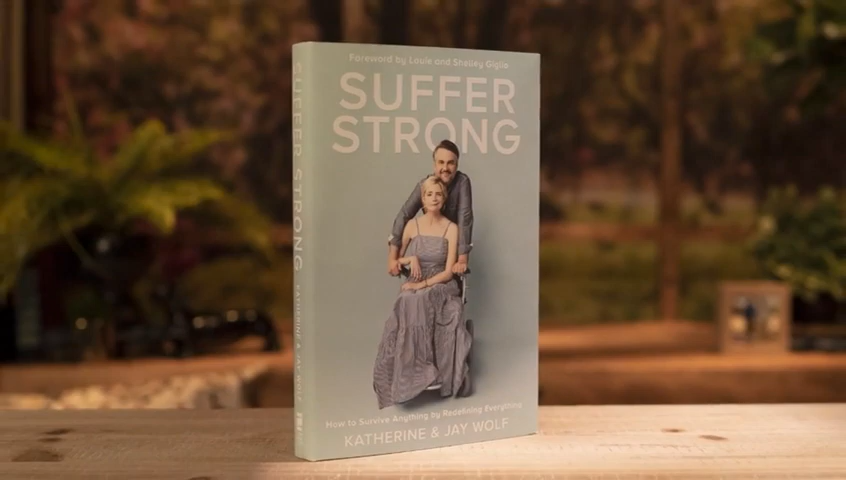 Foreword by Louie and Shelley Giglio
SUFFER
STRONG
How to Survive Anything by Redefining Everything
KATHERINE & JAY WOLF
SUFFER STRONG
KATHERINE & JAY WOLF